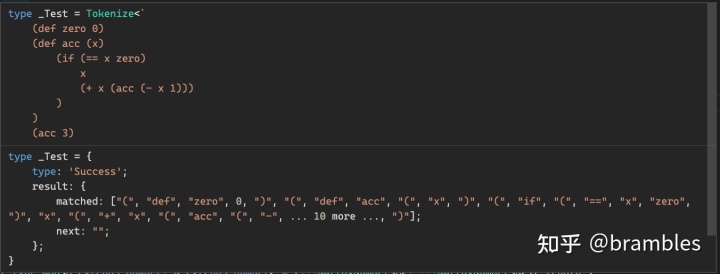 type _Test = Tokenize<`
(def zero 0)
(def acc (x)
(if (== x zero)
x
(+ x (acc (- x 1)))
)
)
(acc 3)
type _Test = {
type: 'Success';
result: {
matched: ["(", "def", "zero", 0, ")", "(", "def", "acc", "(", "x", ")", "(", "if", "(", "==", "x", "zero",
")", "x", "(", "+", "x", "(", "acc", "(", "-", ... 10 more ..., ")"];
next: "";
};
}
知乎 @brambles